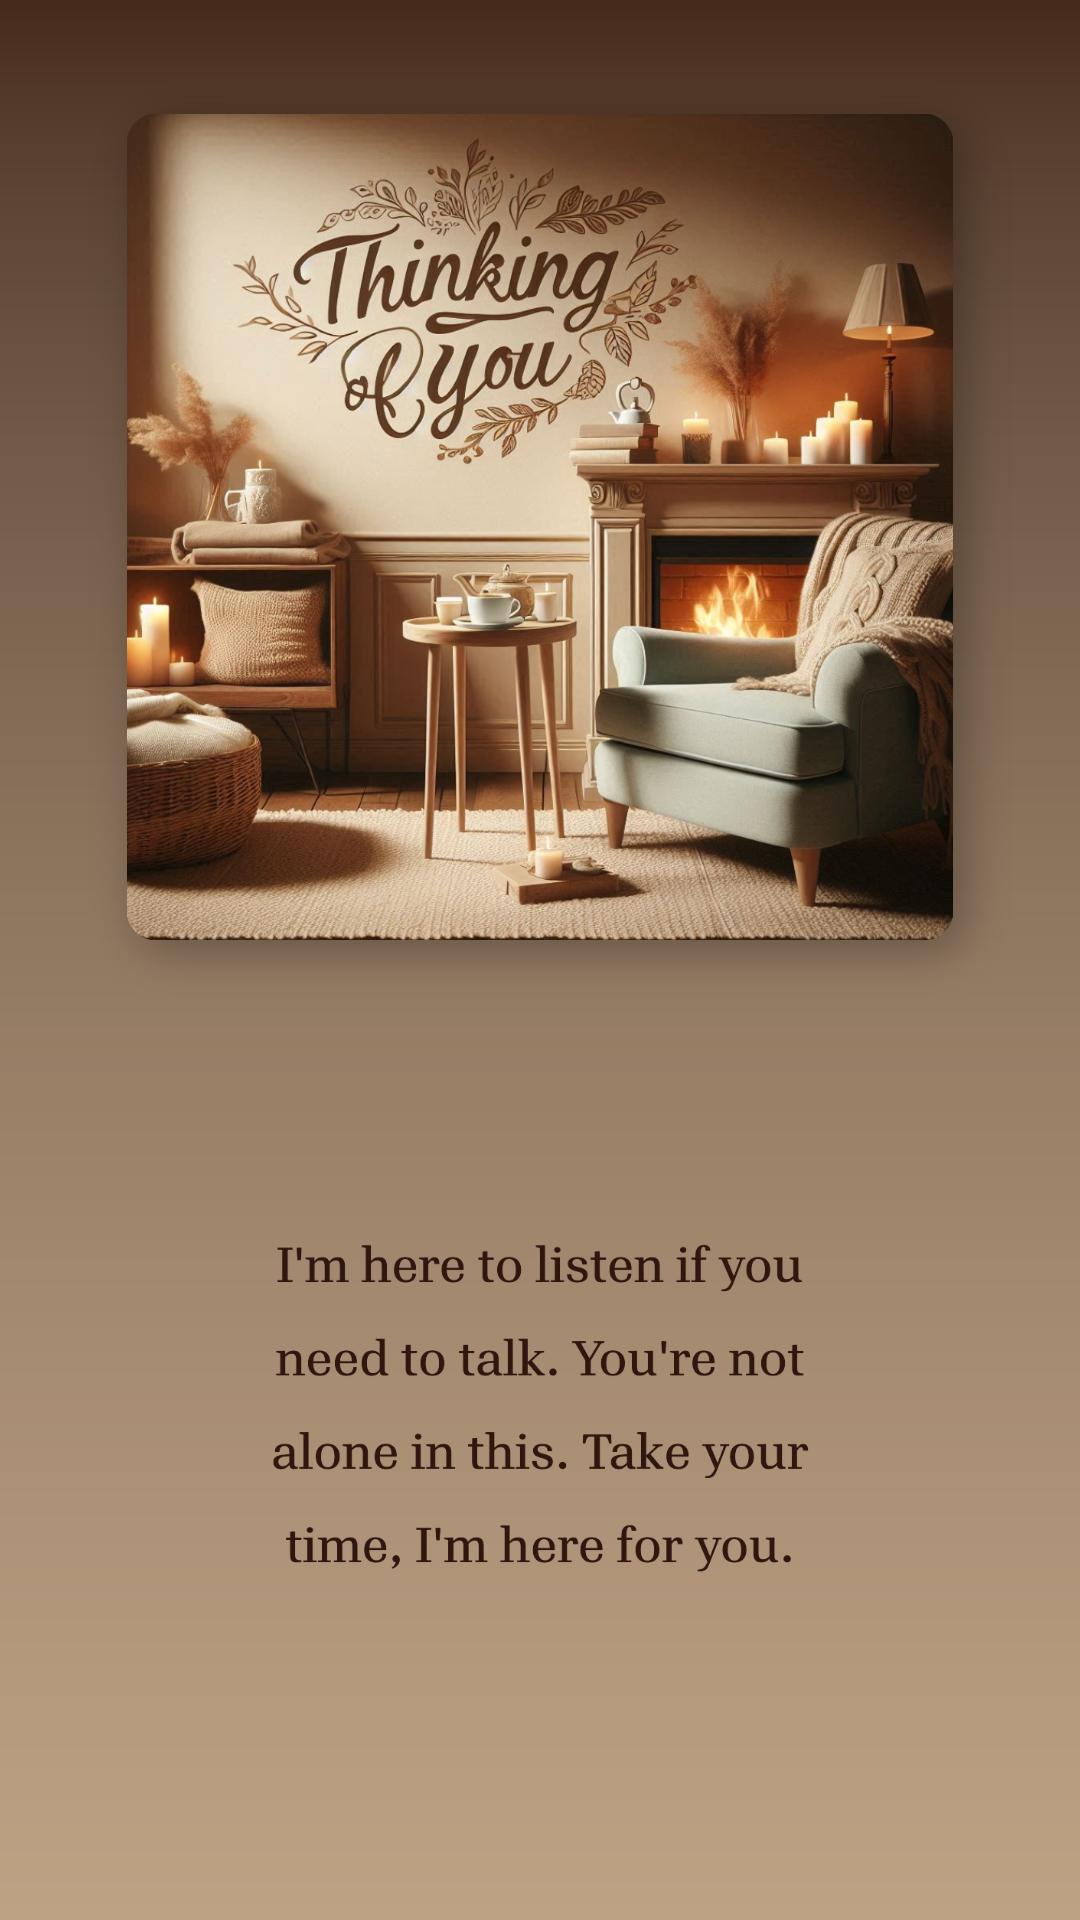 Thinking
of you
I'm here to listen if you
need to talk. You're not
alone in this. Take your
time, I'm here for you.